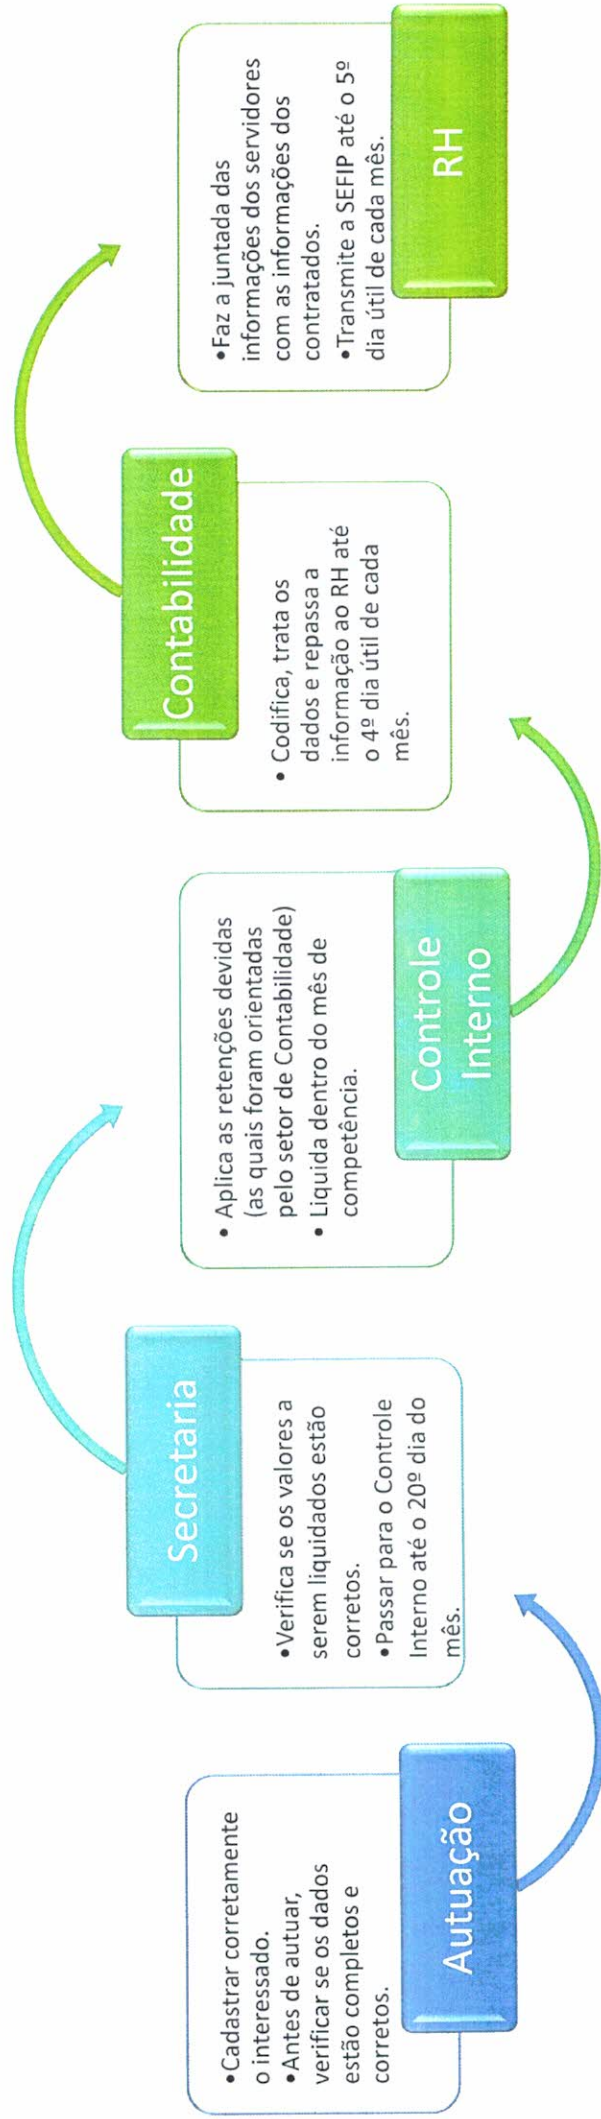 •Cadastrar corretamente
o interessado.
•Antes de autuar,
verificar se os dados
estão completos e
corretos.
Autuação
Secretaria
•Verifica se os valores a
serem liquidados estão
corretos.
•Passar para o Controle
Interno até o 20º dia do
mês.
• Aplica as retenções devidas
(as quais foram orientadas
pelo setor de Contabilidade)
• Liquida dentro do mês de
competência.
Controle
Interno
Contabilidade
• Codifica, trata os
dados e repassa a
informação ao RH até
o 4º dia útil de cada
mês.
•Faz a juntada das
informações dos servidores
com as informações dos
contratados.
•Transmite a SEFIP até o 5º
dia útil de cada mês.
RH